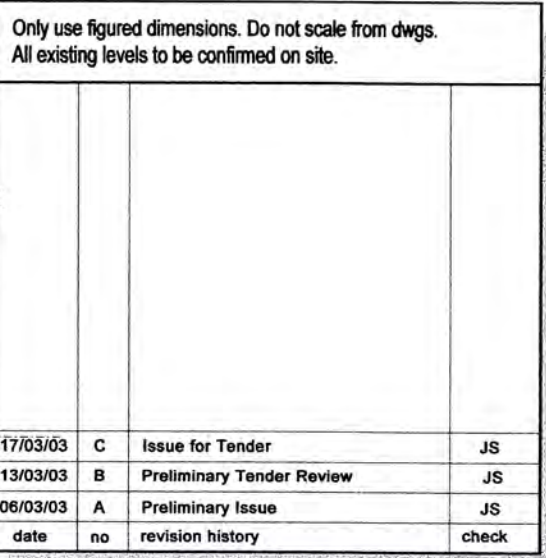 Only use figured dimensions. Do not scale from dwgs.
All existing levels to be confirmed on site.
17/03/03 C Issue for Tender JS
13/03/03 B Preliminary Tender Review JS
06/03/03 A Preliminary Issue JS
date no revision history check